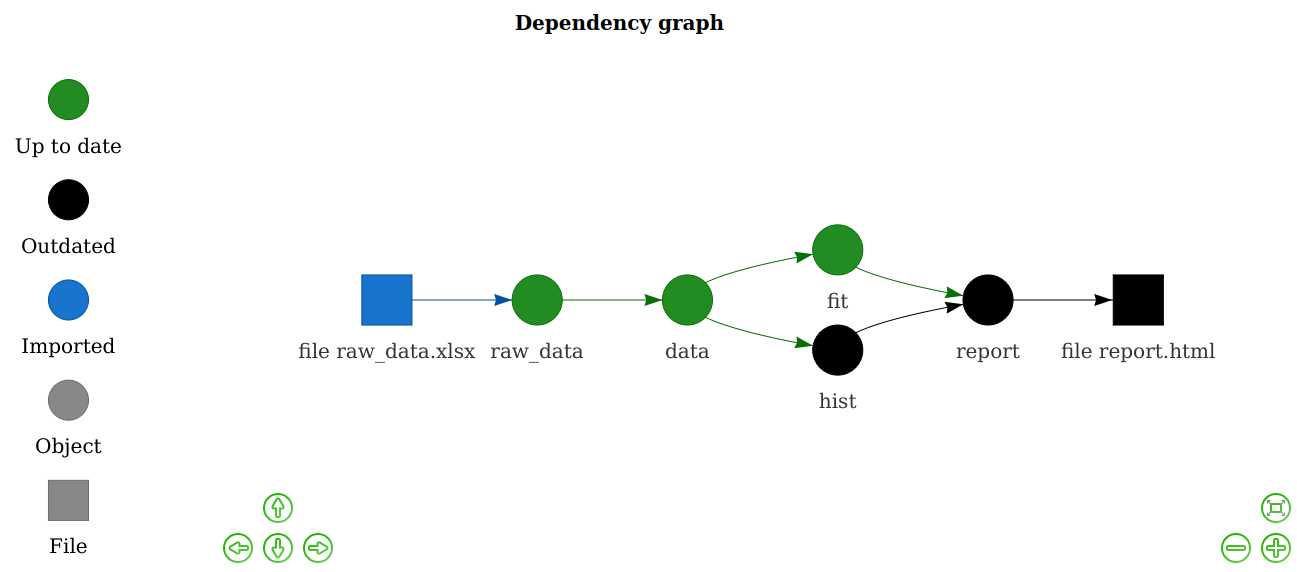 Dependency graph
Up to date
Outdated
Imported
Object
File
file raw_data.xlsx
raw_data
data
fit
hist
report
file report.html